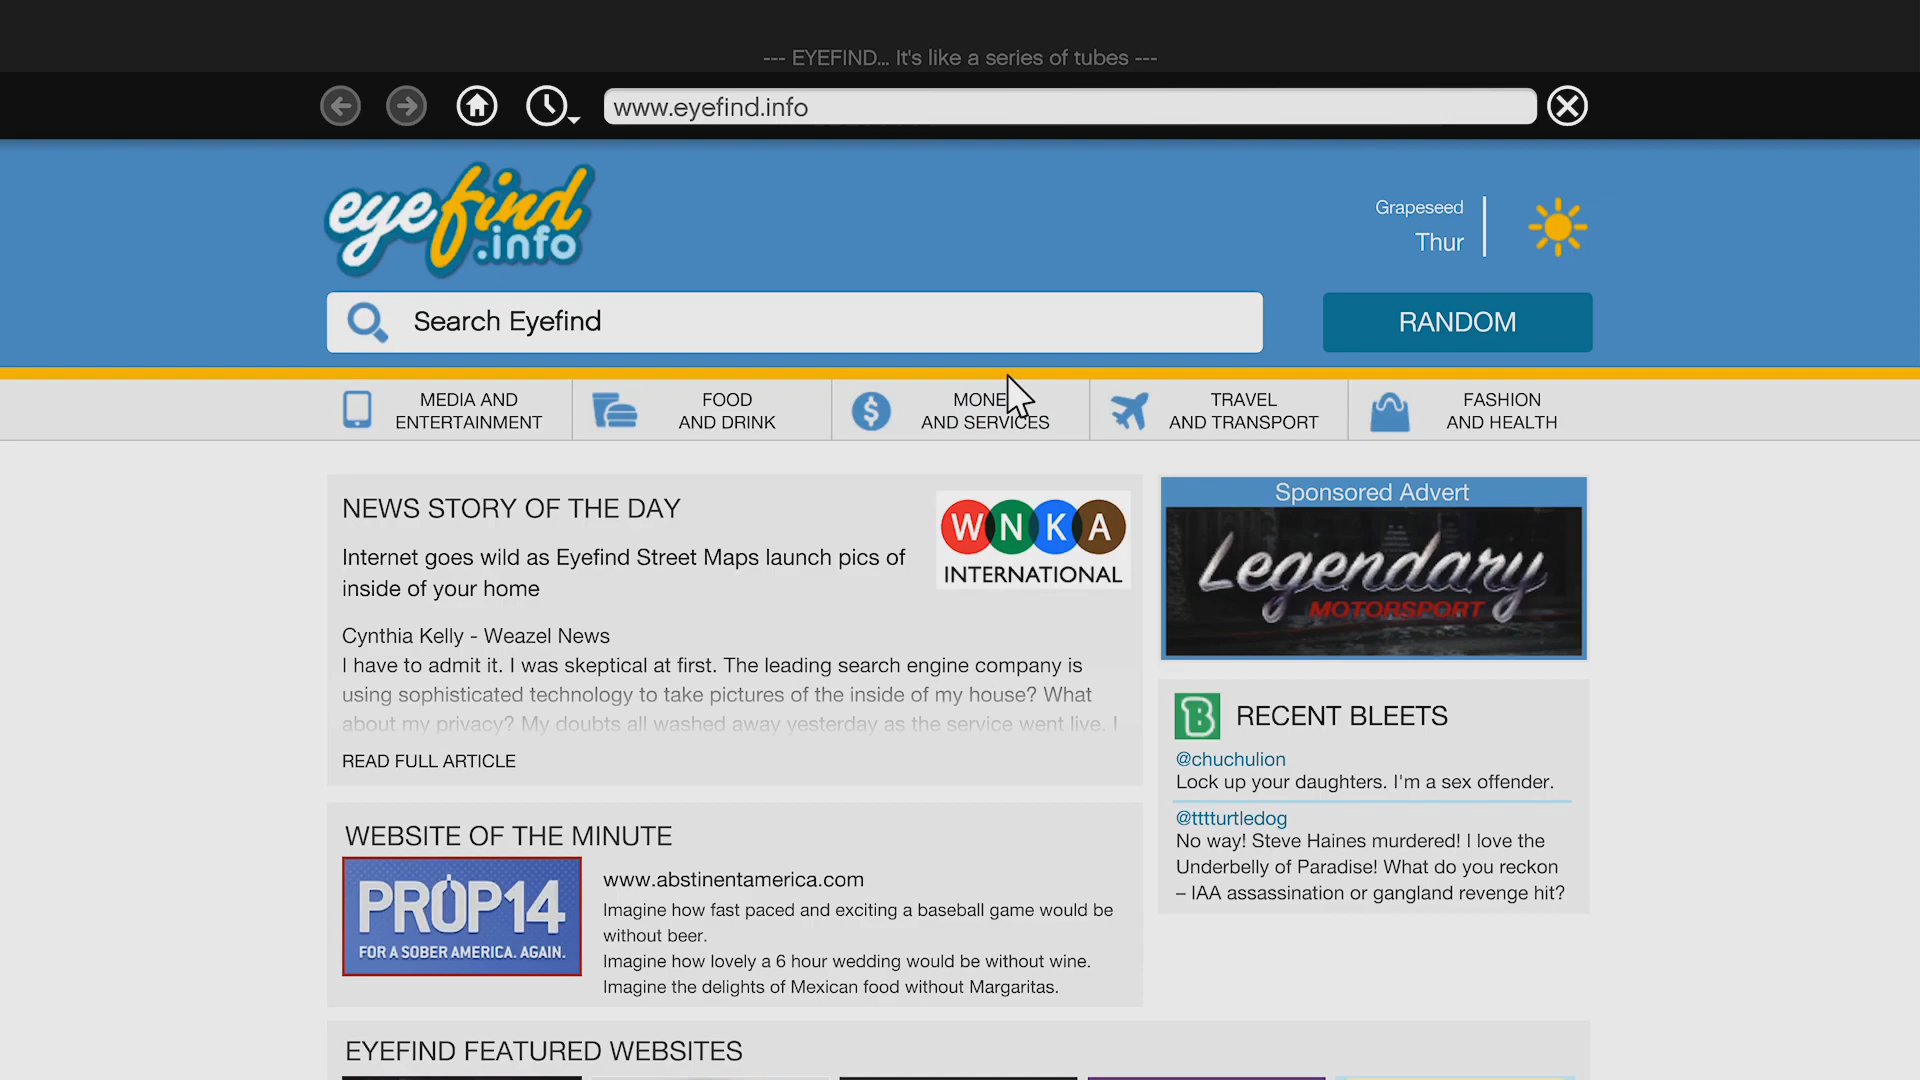 --- EYEFIND... It's like a series of tubes ---
www.eyefind.info
eyefind
.info
Grapeseed
Thur
Search Eyefind
RANDOM
MEDIA AND
ENTERTAINMENT
FOOD
AND DRINK
MONE
AND SERVICES
TRAVEL
AND TRANSPORT
FASHION
AND HEALTH
NEWS STORY OF THE DAY
Internet goes wild as Eyefind Street Maps launch pics of
inside of your home
WNKA
INTERNATIONAL
Cynthia Kelly - Weazel News
I have to admit it. I was skeptical at first. The leading search engine company is
using sophisticated technology to take pictures of the inside of my house? What
about my privacy? My doubts all washed away yesterday as the service went live. I
READ FULL ARTICLE
Sponsored Advert
Legendary
MOTORSPORT
B
RECENT BLEETS
@chuchulion
Lock up your daughters. I'm a sex offender.
@tttturtledog
No way! Steve Haines murdered! I love the
Underbelly of Paradise! What do you reckon
– IAA assassination or gangland revenge hit?
WEBSITE OF THE MINUTE
PROP14
FOR A SOBER AMERICA. AGAIN.
www.abstinentamerica.com
Imagine how fast paced and exciting a baseball game would be
without beer.
Imagine how lovely a 6 hour wedding would be without wine.
Imagine the delights of Mexican food without Margaritas.
EYEFIND FEATURED WEBSITES